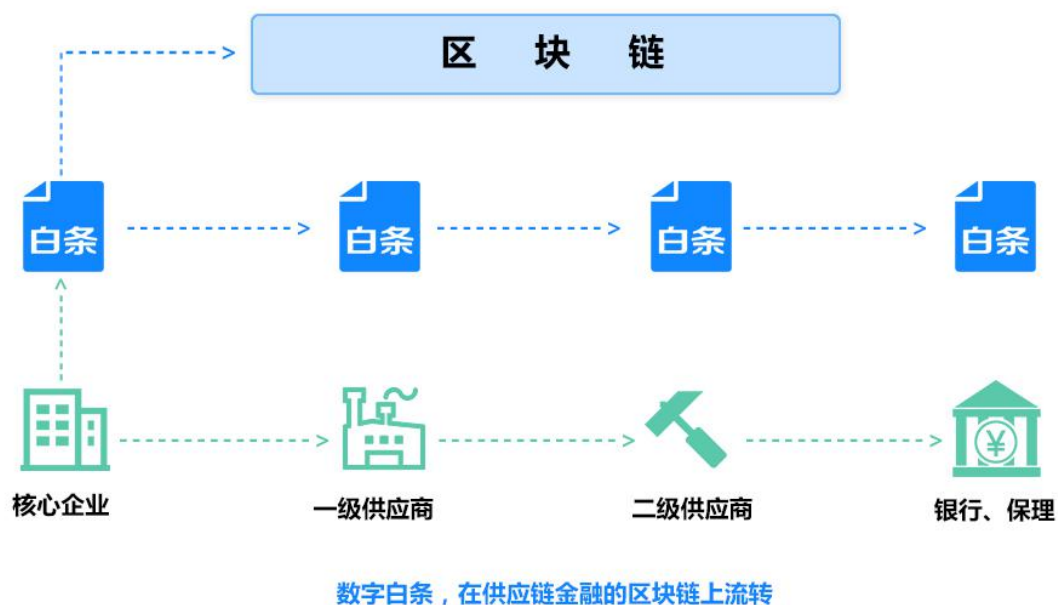 区 块 链
白条 白条 白条 白条
核心企业 一级供应商 二级供应商 银行、保理
数字白条，在供应链金融的区块链上流转